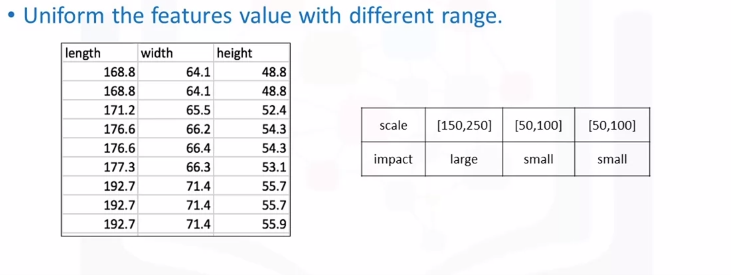 • Uniform the features value with different range.
length width height
168.8 64.1 48.8
168.8 64.1 48.8
171.2 65.5 52.4
176.6 66.2 54.3
176.6 66.4 54.3
177.3 66.3 53.1
192.7 71.4 55.7
192.7 71.4 55.7
192.7 71.4 55.9
scale [150,250] [50,100] [50,100]
impact large small small